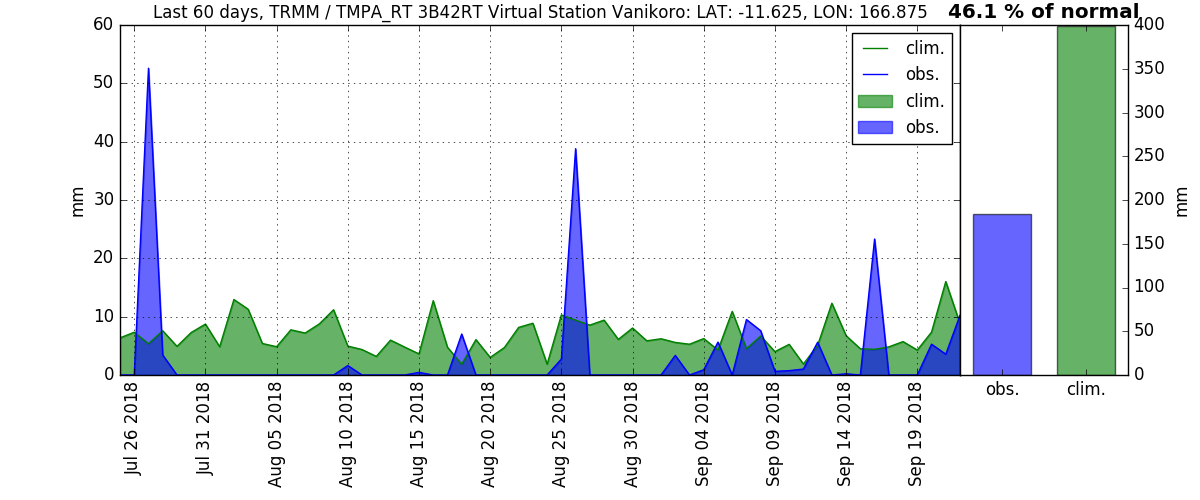 Last 60 days, TRMM / TMPA_RT 3B42RT Virtual Station Vanikoro: LAT: -11.625, LON: 166.875
46.1 % of normal
60
50
40
30
20
10
0
mm
clim.
obs.
clim.
obs.
Jul 26 2018
Jul 31 2018
Aug 05 2018
Aug 10 2018
Aug 15 2018
Aug 20 2018
Aug 25 2018
Aug 30 2018
Sep 04 2018
Sep 09 2018
Sep 14 2018
Sep 19 2018
400
350
300
250
200
150
100
50
0
mm
obs.
clim.